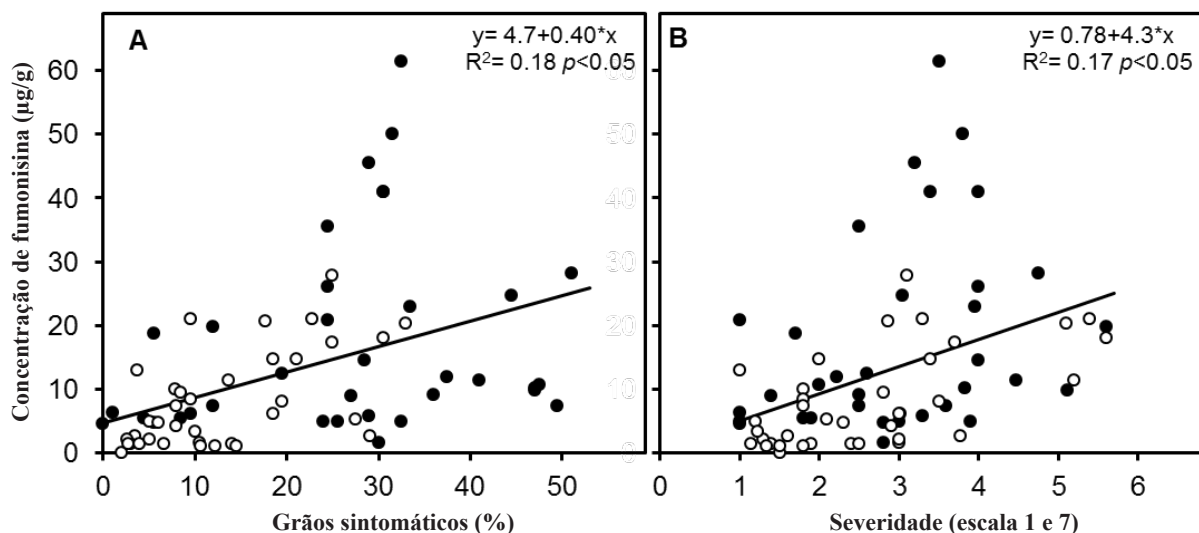 A
y= 4.7+0.40*x
R²= 0.18 p<0.05
B
y= 0.78+4.3*x
R²= 0.17 p<0.05
Concentração de fumonisina (µg/g)
60
50
40
30
20
10
0
60
50
40
30
20
10
0
0 10 20 30 40 50
0 1 2 3 4 5 6
Grãos sintomáticos (%)
Severidade (escala 1 e 7)